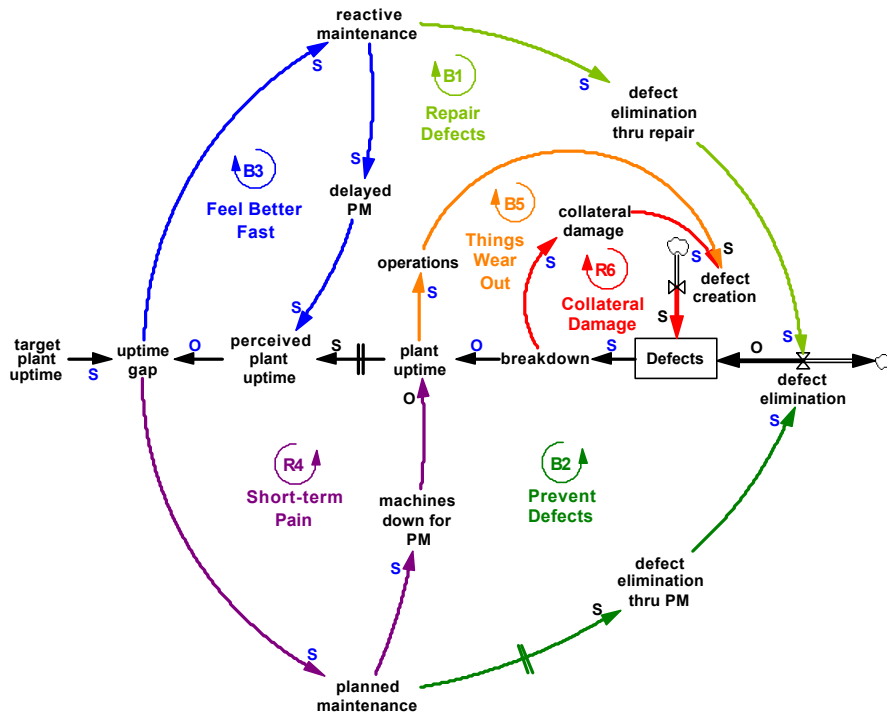 reactive
maintenance
S
B1
Repair
Defects
S
defect
elimination
thru repair
B3
Feel Better
Fast
S
delayed
PM
B5
Things
Wear
Out
collateral
damage
S
S
S
operations
S
R6
Collateral
Damage
defect
creation
S
S
S
target
plant
uptime
S
uptime
gap
O
perceived
plant
uptime
S
plant
uptime
O
breakdown
S
Defects
O
S
defect
elimination
S
O
R4
Short-term
Pain
machines
down for
PM
B2
Prevent
Defects
S
defect
elimination
thru PM
S
S
planned
maintenance